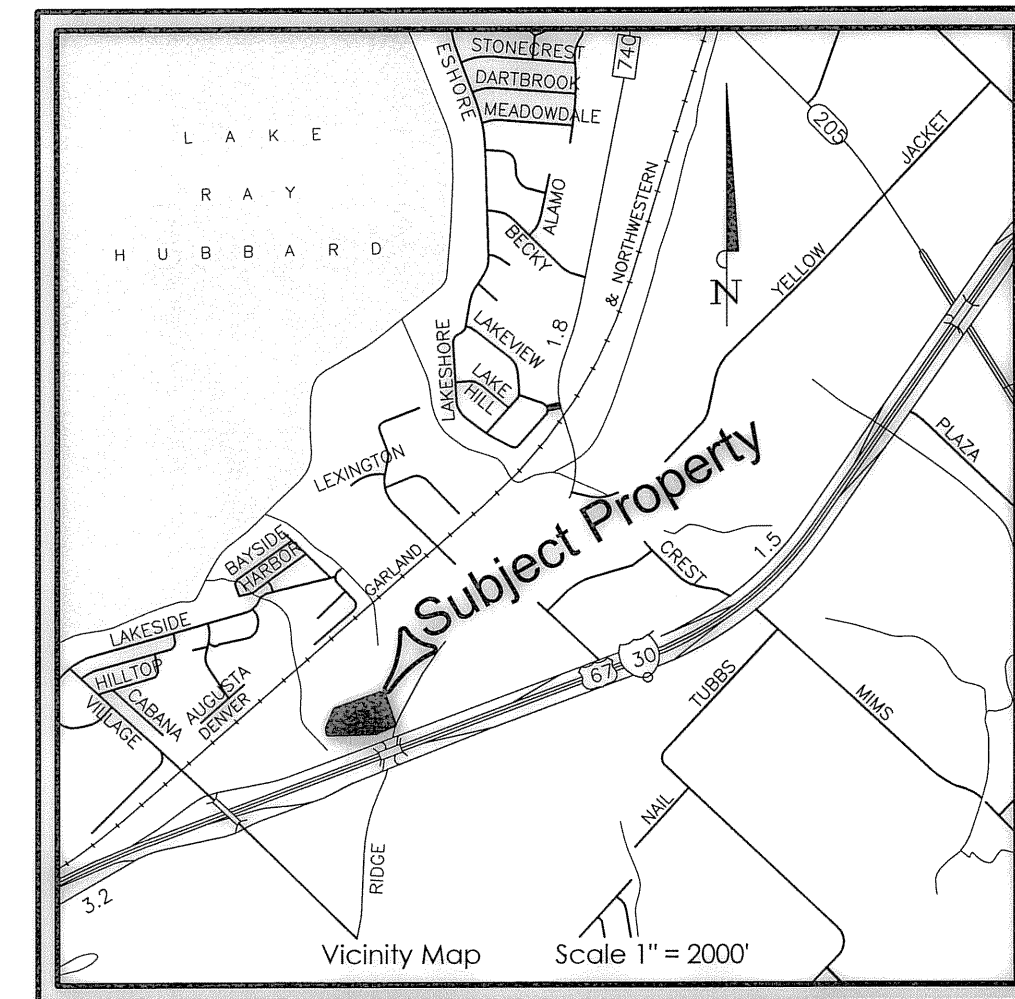 STONECREST
DARTBROOK
MEADOWDALE
ESHORE
740
205
JACKET
L A K E
R A Y
H U B B A R D
ALAMO
BECKY
& NORTHWESTERN
YELLOW
N
1.8
LAKESHORE
LAKEVIEW
LAKE
HILL
PLAZA
LEXINGTON
Subject Property
BAYSIDE
HARBOR
GARLAND
CREST
1.5
LAKESIDE
HILLTOP
CABANA
VILLAGE
AUGUSTA
DENVER
67
30
TUBBS
MIMS
NAIL
RIDGE
3.2
Vicinity Map Scale 1" = 2000'